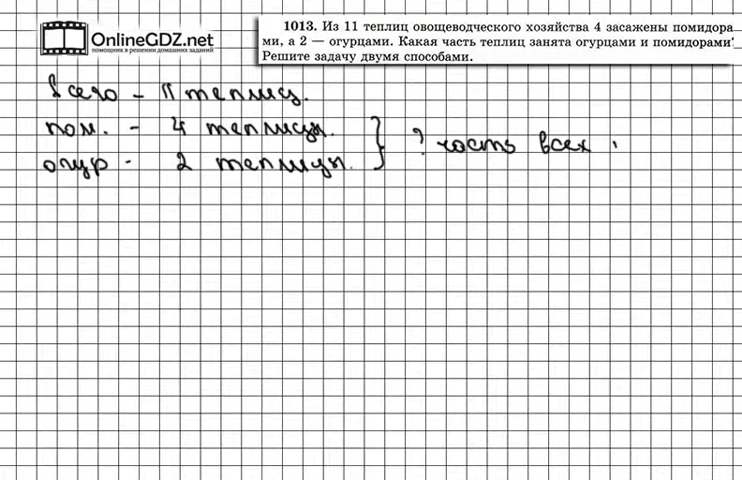 OnlineGDZ.net
помощник в решении домашних заданий
1013. Из 11 теплиц овощеводческого хозяйства 4 засажены помидора
ми, а 2 — огурцами. Какая часть теплиц занята огурцами и помидорами?
Решите задачу двумя способами.
Всего – 11 теплиц.
пом. – 4 теплицы.
огур – 2 теплицы.
? часть всех